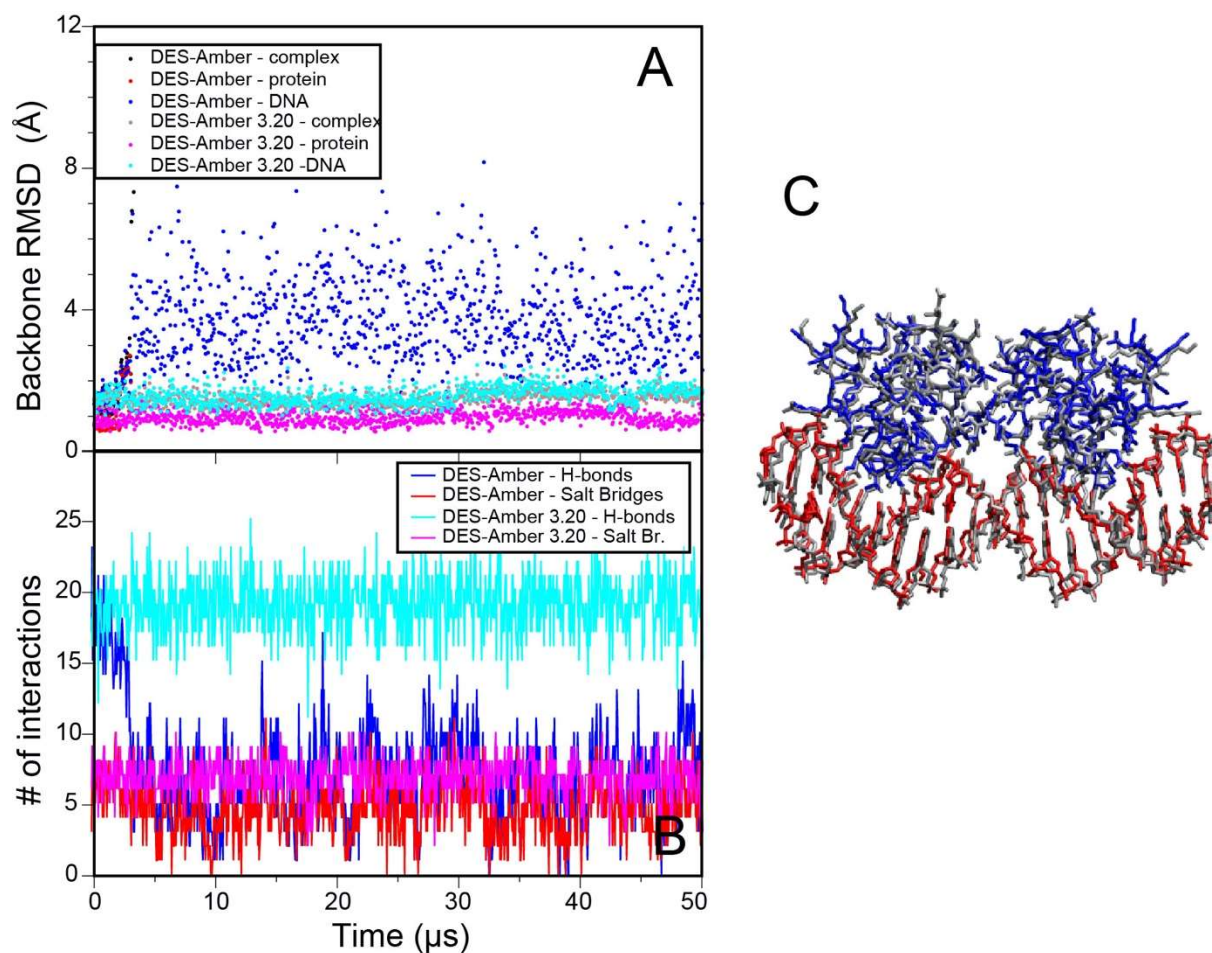 12
A
DES-Amber - complex
DES-Amber - protein
DES-Amber - DNA
DES-Amber 3.20 - complex
DES-Amber 3.20 - protein
DES-Amber 3.20 -DNA
8
4
0
Backbone RMSD (Å)
C
DES-Amber - H-bonds
DES-Amber - Salt Bridges
DES-Amber 3.20 - H-bonds
DES-Amber 3.20 - Salt Br.
25
20
15
10
5
0
# of interactions
B
0 10 20 30 40 50
Time (µs)